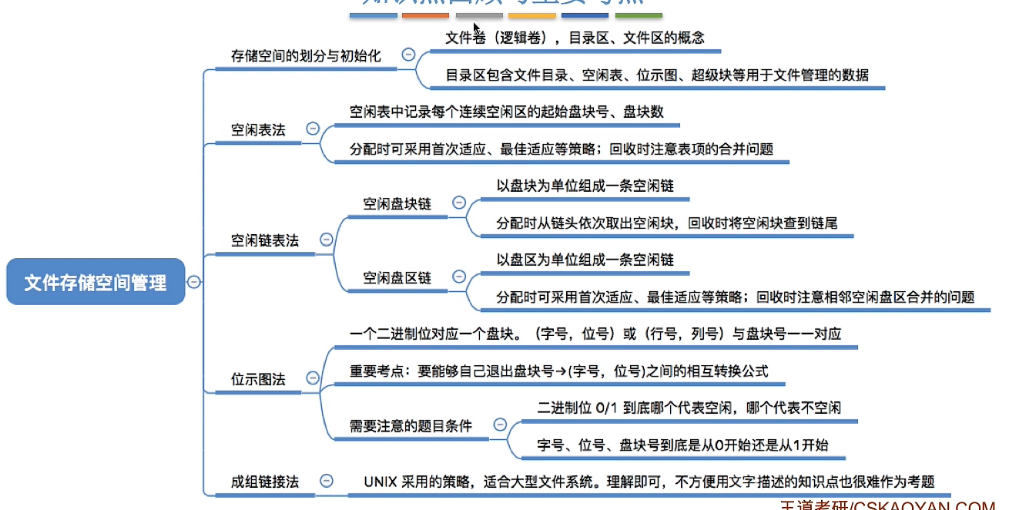 文件卷（逻辑卷），目录区、文件区的概念
存储空间的划分与初始化
目录区包含文件目录、空闲表、位示图、超级块等用于文件管理的数据
空闲表中记录每个连续空闲区的起始盘块号、盘块数
空闲表法
分配时可采用首次适应、最佳适应等策略；回收时注意表项的合并问题
以盘块为单位组成一条空闲链
空闲盘块链
分配时从链头依次取出空闲块，回收时将空闲块查到链尾
空闲链表法
以盘区为单位组成一条空闲链
空闲盘区链
分配时可采用首次适应、最佳适应等策略；回收时注意相邻空闲盘区合并的问题
文件存储空间管理
一个二进制位对应一个盘块。（字号，位号）或（行号，列号）与盘块号一一对应
位示图法
重要考点：要能够自己退出盘块号→(字号，位号)之间的相互转换公式
二进制位 0/1 到底哪个代表空闲，哪个代表不空闲
需要注意的题目条件
字号、位号、盘块号到底是从0开始还是从1开始
成组链接法
UNIX 采用的策略，适合大型文件系统。理解即可，不方便用文字描述的知识点也很难作为考题
王道考研/CSKAOYAN.COM